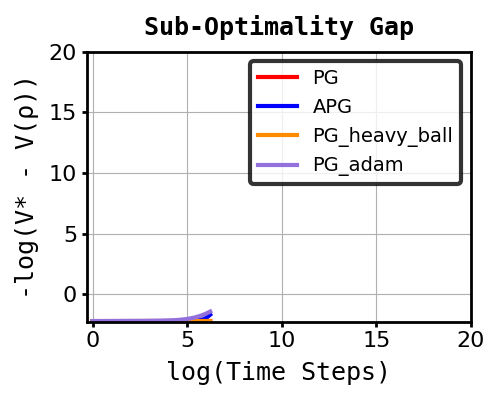 Sub-Optimality Gap
-log(V* - V(ρ))
20
15
10
5
0
PG
APG
PG_heavy_ball
PG_adam
0 5 10 15 20
log(Time Steps)